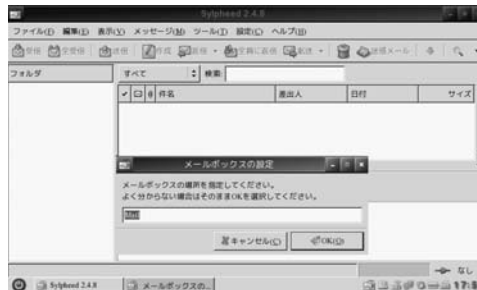 Sylpheed 2.4.8
ファイル(F) 編集(E) 表示(V) メッセージ(M) ツール(T) 設定(C) ヘルプ(H)
受信 全受信 送信 作成 返信 全員に返信 転送 迷惑メール
フォルダ すべて 検索:
件名 差出人 日付 サイズ
メールボックスの設定
メールボックスの場所を指定してください。
よく分からない場合はそのままOKを選択してください。
Mail
キャンセル(C) OK(O)
なし
Sylpheed 2.4.8 メールボックスの...